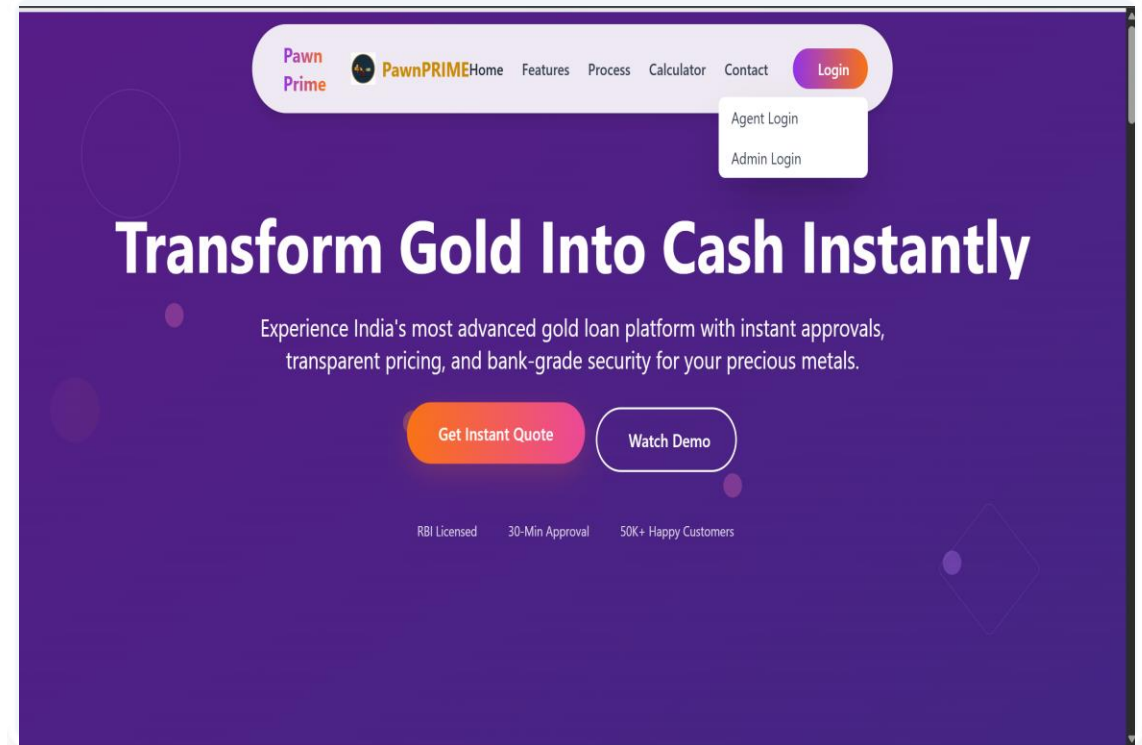 Pawn
Prime
PawnPRIME
Home Features Process Calculator Contact Login
Agent Login
Admin Login
Transform Gold Into Cash Instantly
Experience India's most advanced gold loan platform with instant approvals,
transparent pricing, and bank-grade security for your precious metals.
Get Instant Quote Watch Demo
RBI Licensed 30-Min Approval 50K+ Happy Customers